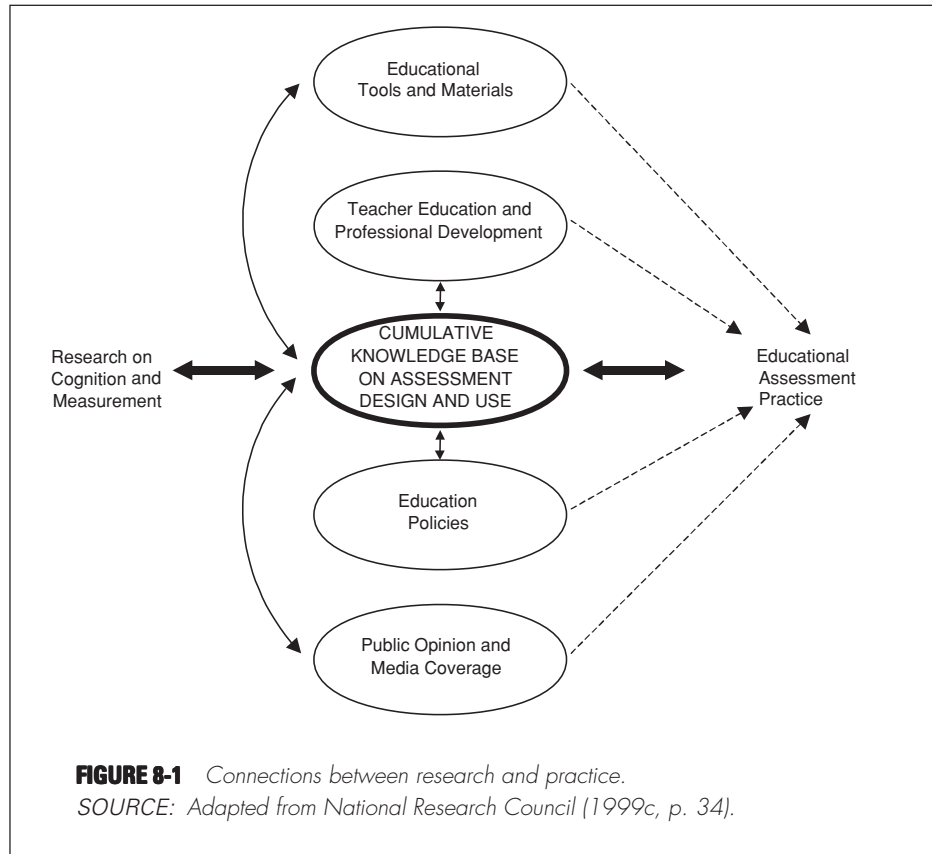 Educational
Tools and Materials
Teacher Education and
Professional Development
CUMULATIVE
KNOWLEDGE BASE
ON ASSESSMENT
DESIGN AND USE
Research on
Cognition and
Measurement
Educational
Assessment
Practice
Education
Policies
Public Opinion and
Media Coverage
FIGURE 8-1 Connections between research and practice.
SOURCE: Adapted from National Research Council (1999c, p. 34).